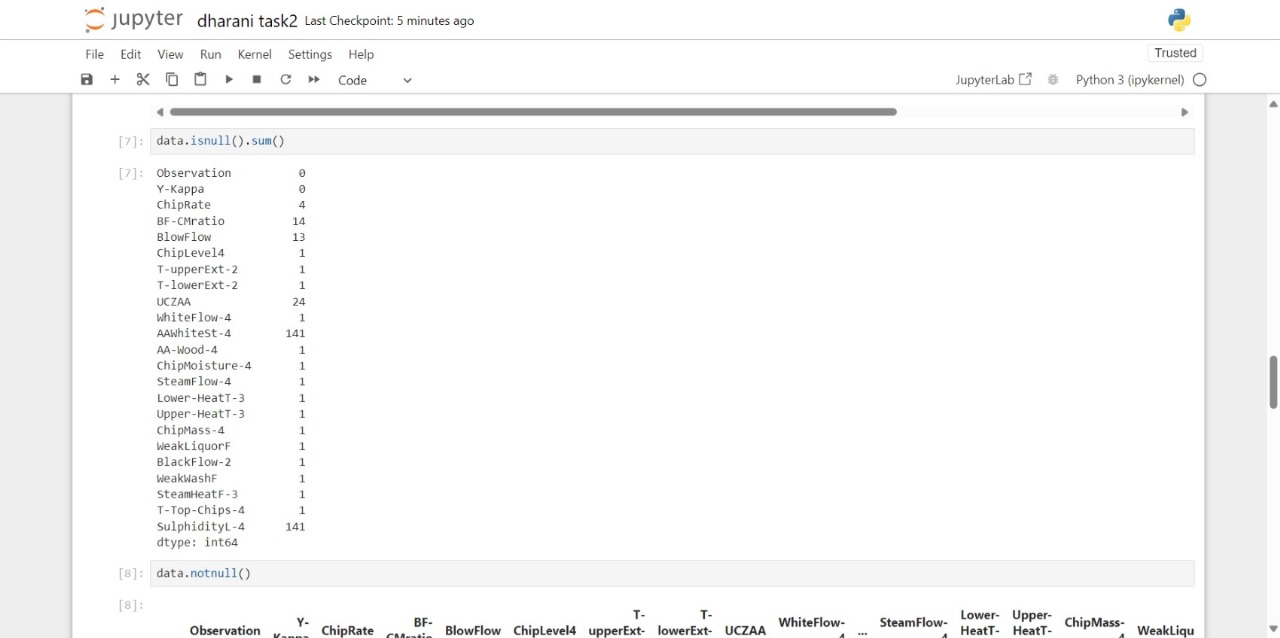 jupyter dharani task2 Last Checkpoint: 5 minutes ago
File Edit View Run Kernel Settings Help Trusted
Code JupyterLab Python 3 (ipykernel)
[7]: data.isnull().sum()
[7]: Observation 0
Y-Kappa 0
ChipRate 4
BF-CMratio 14
BlowFlow 13
ChipLevel4 1
T-upperExt-2 1
T-lowerExt-2 1
UCZAA 24
WhiteFlow-4 1
AAWhiteSt-4 141
AA-Wood-4 1
ChipMoisture-4 1
SteamFlow-4 1
Lower-HeatT-3 1
Upper-HeatT-3 1
ChipMass-4 1
WeakLiquorF 1
BlackFlow-2 1
WeakWashF 1
SteamHeatF-3 1
T-Top-Chips-4 1
SulphidityL-4 141
dtype: int64
[8]: data.notnull()
[8]:
T- T- Lower- Upper-
Y- BF- WhiteFlow- SteamFlow- ChipMass-
Observation Kappa ChipRate CMratio BlowFlow ChipLevel4 upperExt- lowerExt- UCZAA 4 ... 4 HeatT- HeatT- 4 WeakLiqu